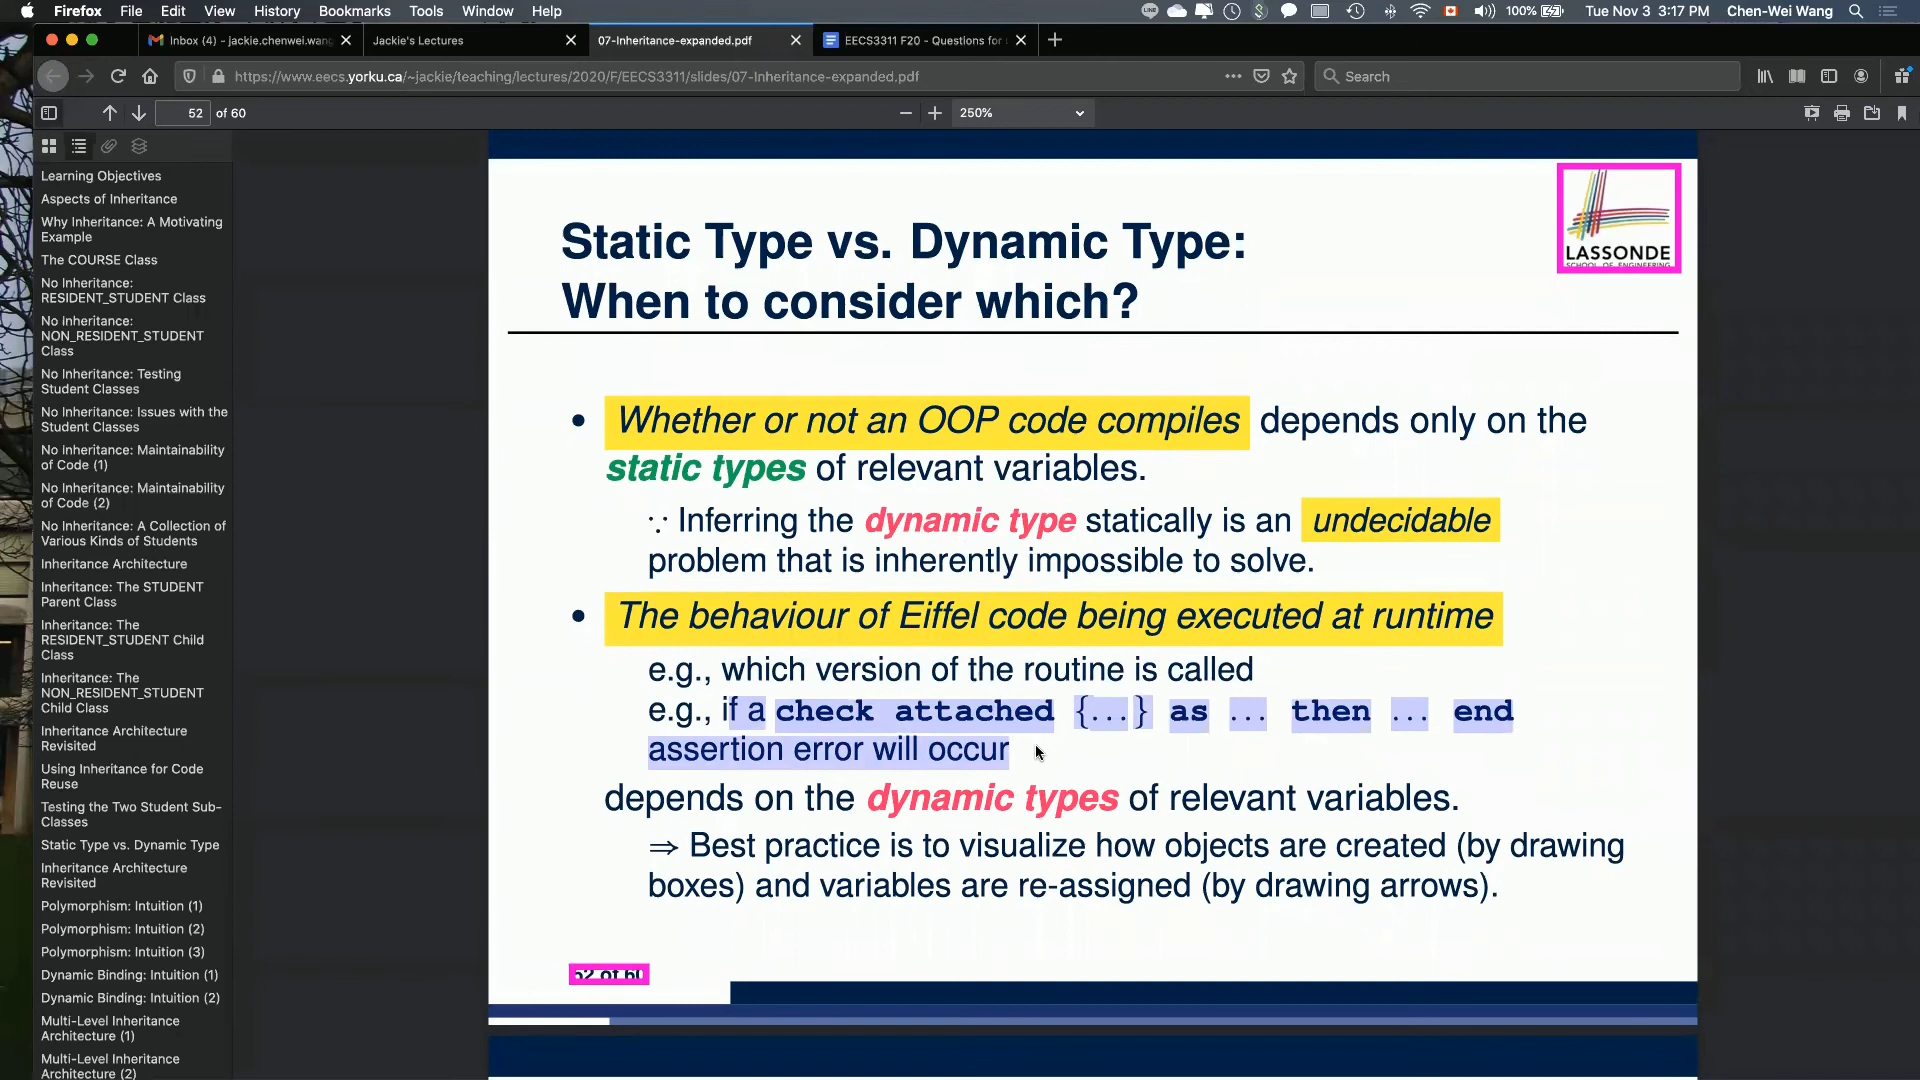 Firefox File Edit View History Bookmarks Tools Window Help 100% Tue Nov 3 3:17 PM Chen-Wei Wang
Inbox (4) - jackie.chenwei.wang Jackie's Lectures 07-Inheritance-expanded.pdf EECS3311 F20 - Questions for
https://www.eecs.yorku.ca/~jackie/teaching/lectures/2020/F/EECS3311/slides/07-Inheritance-expanded.pdf Search
52 of 60 250%
Learning Objectives
Aspects of Inheritance
Why Inheritance: A Motivating
Example
The COURSE Class
No Inheritance:
RESIDENT_STUDENT Class
No Inheritance:
NON_RESIDENT_STUDENT
Class
No Inheritance: Testing
Student Classes
No Inheritance: Issues with the
Student Classes
No Inheritance: Maintainability
of Code (1)
No Inheritance: Maintainability
of Code (2)
No Inheritance: A Collection of
Various Kinds of Students
Inheritance Architecture
Inheritance: The STUDENT
Parent Class
Inheritance: The
RESIDENT_STUDENT Child
Class
Inheritance: The
NON_RESIDENT_STUDENT
Child Class
Inheritance Architecture
Revisited
Using Inheritance for Code
Reuse
Testing the Two Student Sub-
Classes
Static Type vs. Dynamic Type
Inheritance Architecture
Revisited
Polymorphism: Intuition (1)
Polymorphism: Intuition (2)
Polymorphism: Intuition (3)
Dynamic Binding: Intuition (1)
Dynamic Binding: Intuition (2)
Multi-Level Inheritance
Architecture (1)
Multi-Level Inheritance
Architecture (2)
LASSONDE
SCHOOL OF ENGINEERING
Static Type vs. Dynamic Type:
When to consider which?
• Whether or not an OOP code compiles depends only on the
static types of relevant variables.
∵ Inferring the dynamic type statically is an undecidable
problem that is inherently impossible to solve.
• The behaviour of Eiffel code being executed at runtime
e.g., which version of the routine is called
e.g., if a check attached {...} as ... then ... end
assertion error will occur
depends on the dynamic types of relevant variables.
⇒ Best practice is to visualize how objects are created (by drawing
boxes) and variables are re-assigned (by drawing arrows).
52 of 60